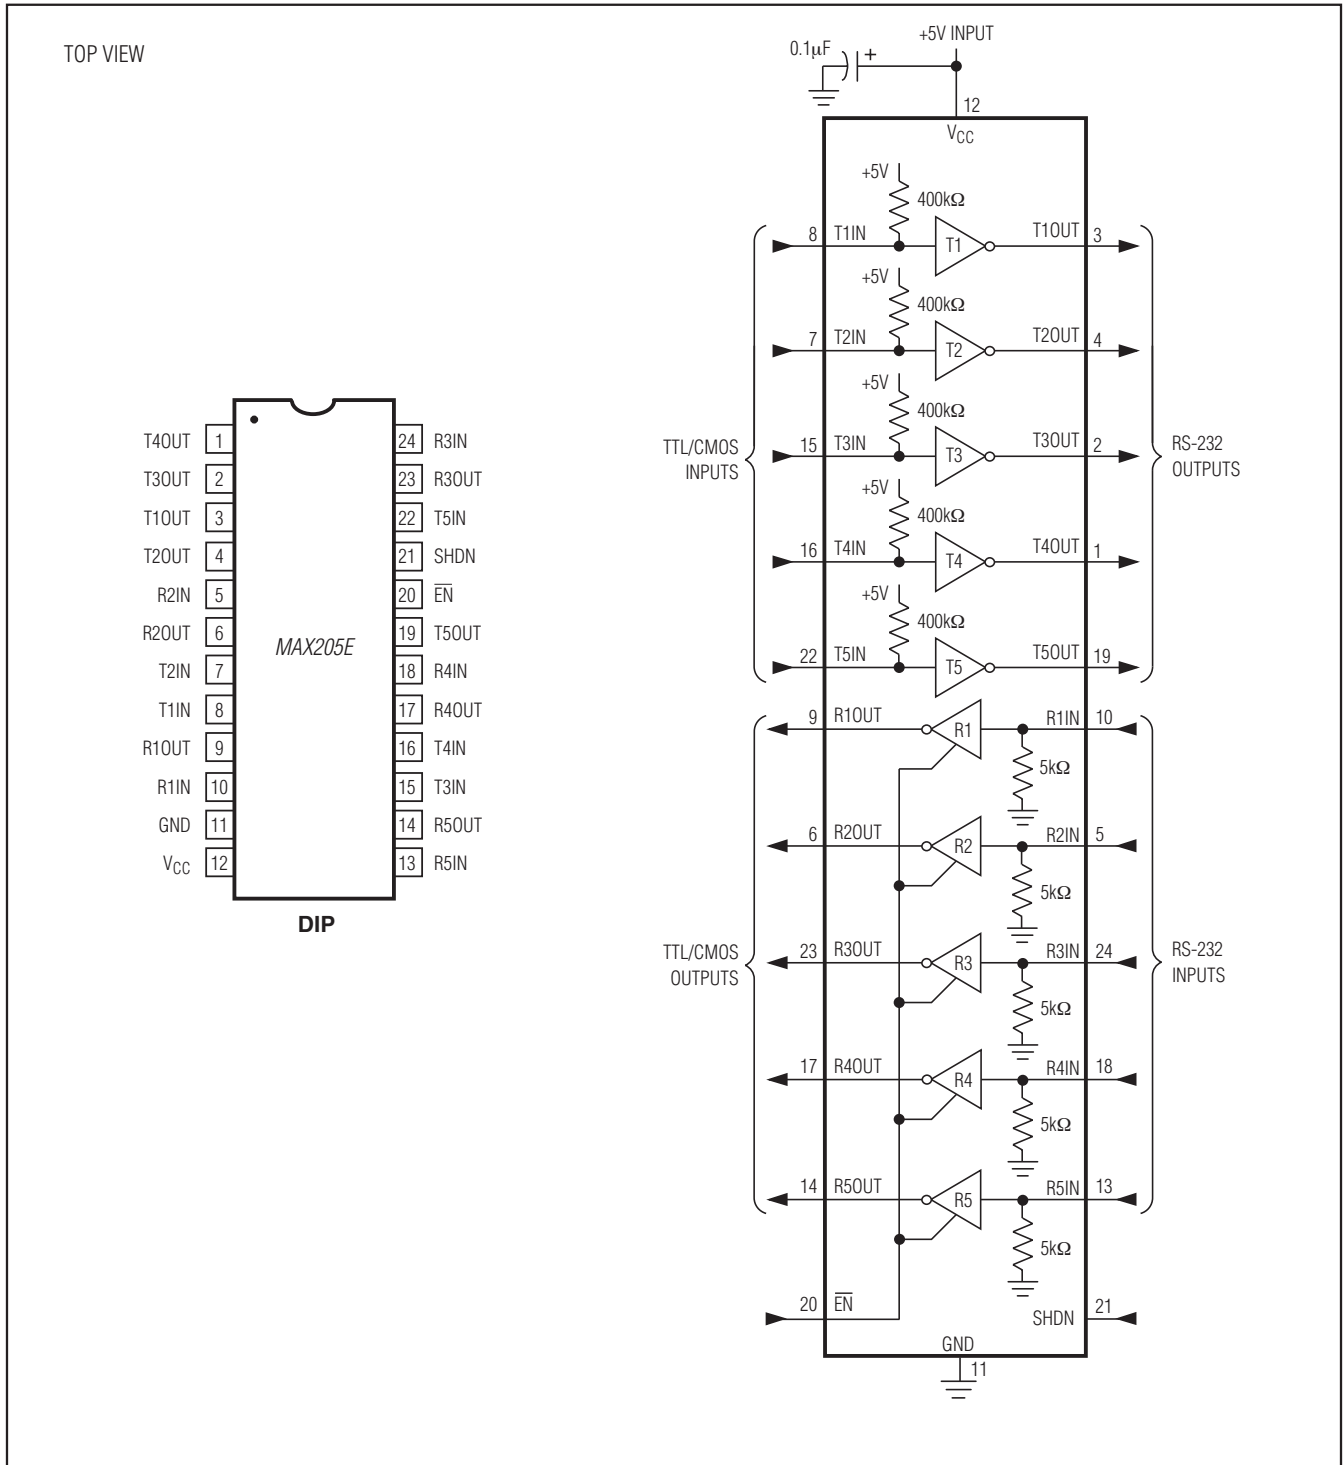 TOP VIEW
T4OUT 1
T3OUT 2
T1OUT 3
T2OUT 4
R2IN 5
R2OUT 6
T2IN 7
T1IN 8
R1OUT 9
R1IN 10
GND 11
VCC 12
24 R3IN
23 R3OUT
22 T5IN
21 SHDN
20 E̅N̅
19 T5OUT
18 R4IN
17 R4OUT
16 T4IN
15 T3IN
14 R5OUT
13 R5IN
MAX205E
DIP
+5V INPUT
0.1μF +
12
VCC
+5V
400kΩ
8 T1IN T1 T1OUT 3
+5V
400kΩ
7 T2IN T2 T2OUT 4
+5V
400kΩ
15 T3IN T3 T3OUT 2
+5V
400kΩ
16 T4IN T4 T4OUT 1
+5V
400kΩ
22 T5IN T5 T5OUT 19
TTL/CMOS
INPUTS
RS-232
OUTPUTS
9 R1OUT R1 R1IN 10
5kΩ
6 R2OUT R2 R2IN 5
5kΩ
23 R3OUT R3 R3IN 24
5kΩ
17 R4OUT R4 R4IN 18
5kΩ
14 R5OUT R5 R5IN 13
5kΩ
TTL/CMOS
OUTPUTS
RS-232
INPUTS
20 E̅N̅
SHDN 21
GND
11